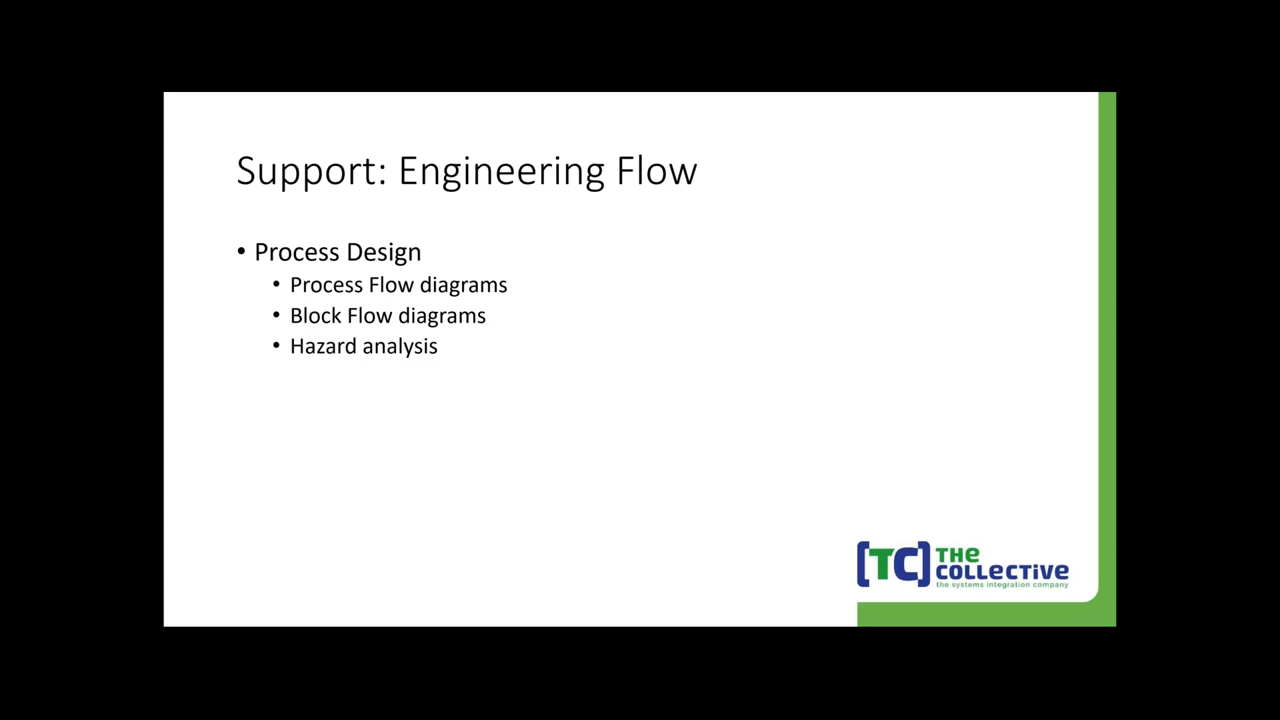 Support: Engineering Flow
• Process Design
• Process Flow diagrams
• Block Flow diagrams
• Hazard analysis
[TC] THE COLLECTIVE
the systems integration company